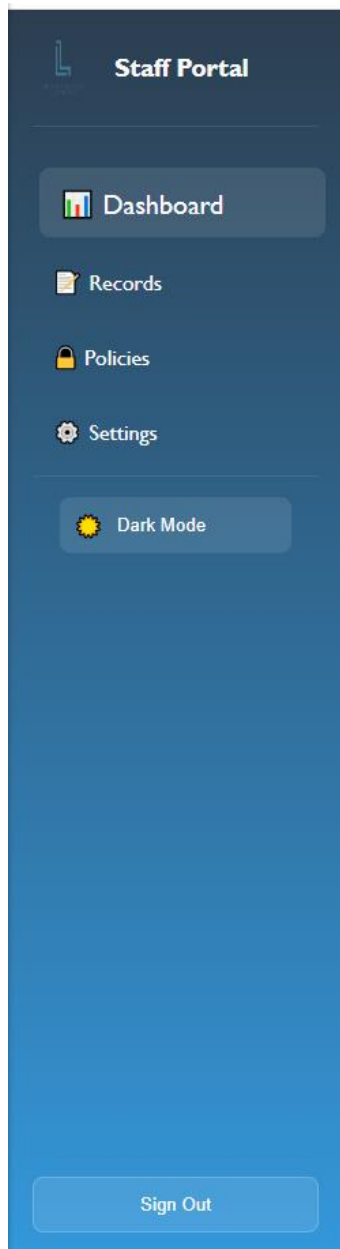 Staff Portal
Dashboard
Records
Policies
Settings
Dark Mode
Sign Out